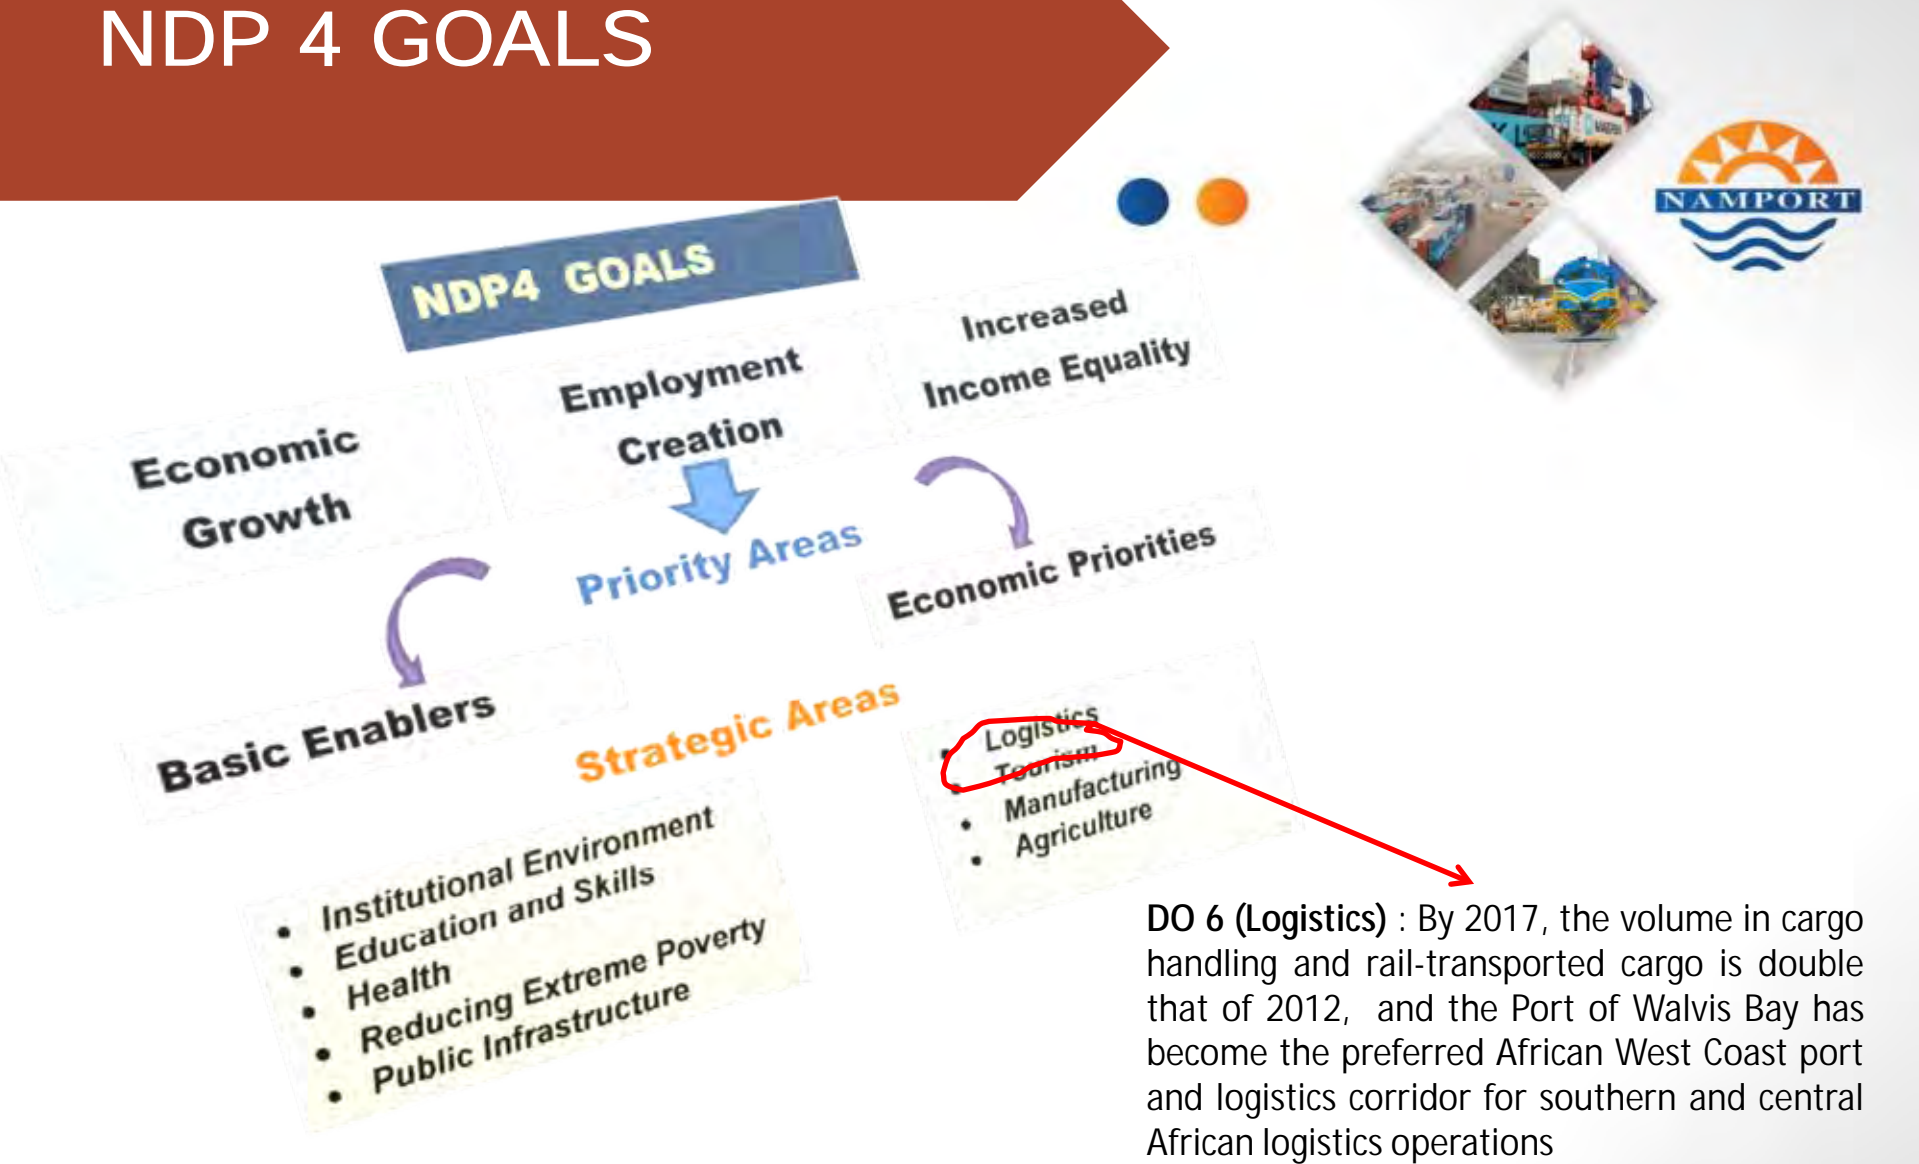 NDP 4 GOALS
NAMPORT
NDP4 GOALS
Economic
Growth
Employment
Creation
Increased
Income Equality
Priority Areas
Economic Priorities
Basic Enablers
Strategic Areas
• Logistics
• Tourism
• Manufacturing
• Agriculture
• Institutional Environment
• Education and Skills
• Health
• Reducing Extreme Poverty
• Public Infrastructure
DO 6 (Logistics) : By 2017, the volume in cargo
handling and rail-transported cargo is double
that of 2012, and the Port of Walvis Bay has
become the preferred African West Coast port
and logistics corridor for southern and central
African logistics operations